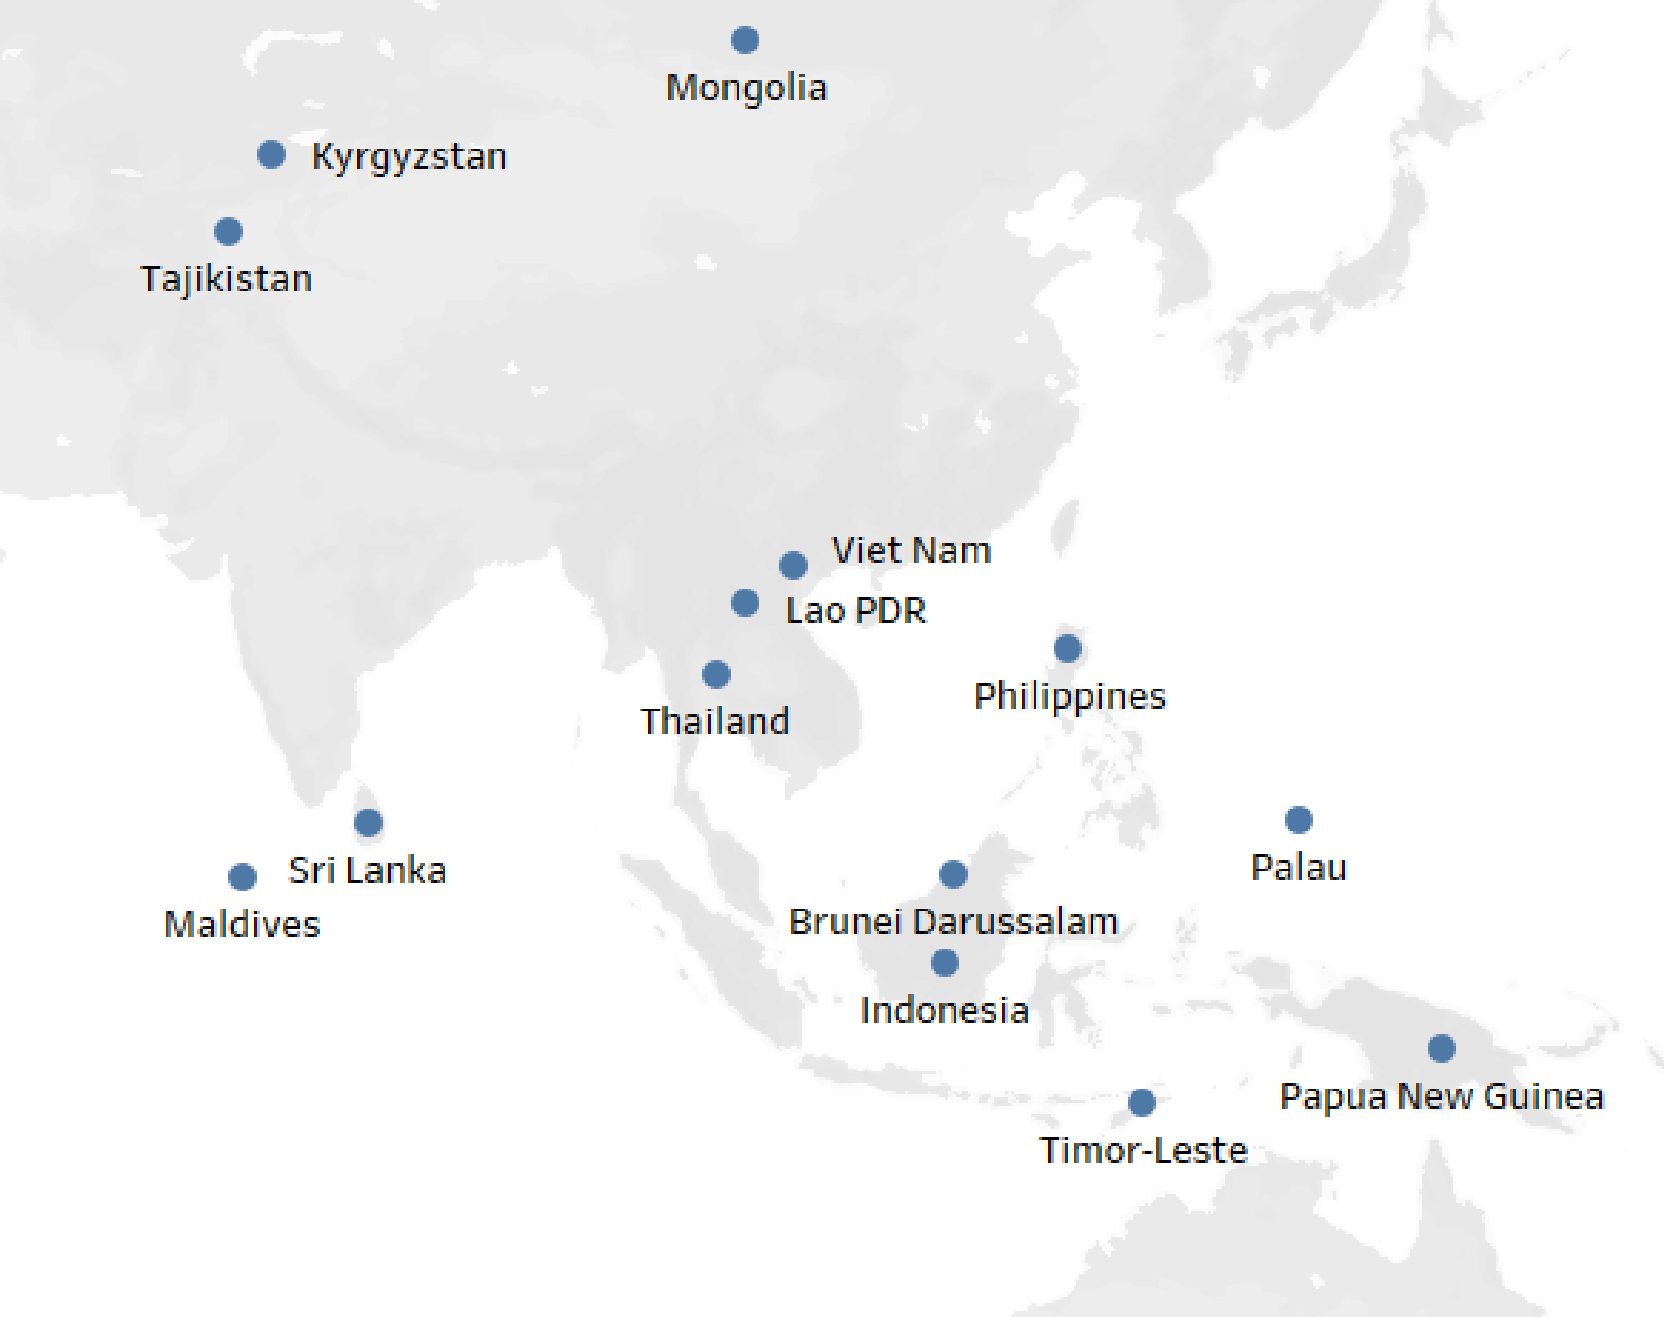 Mongolia
Kyrgyzstan
Tajikistan
Viet Nam
Lao PDR
Philippines
Thailand
Palau
Sri Lanka
Maldives
Brunei Darussalam
Indonesia
Papua New Guinea
Timor-Leste